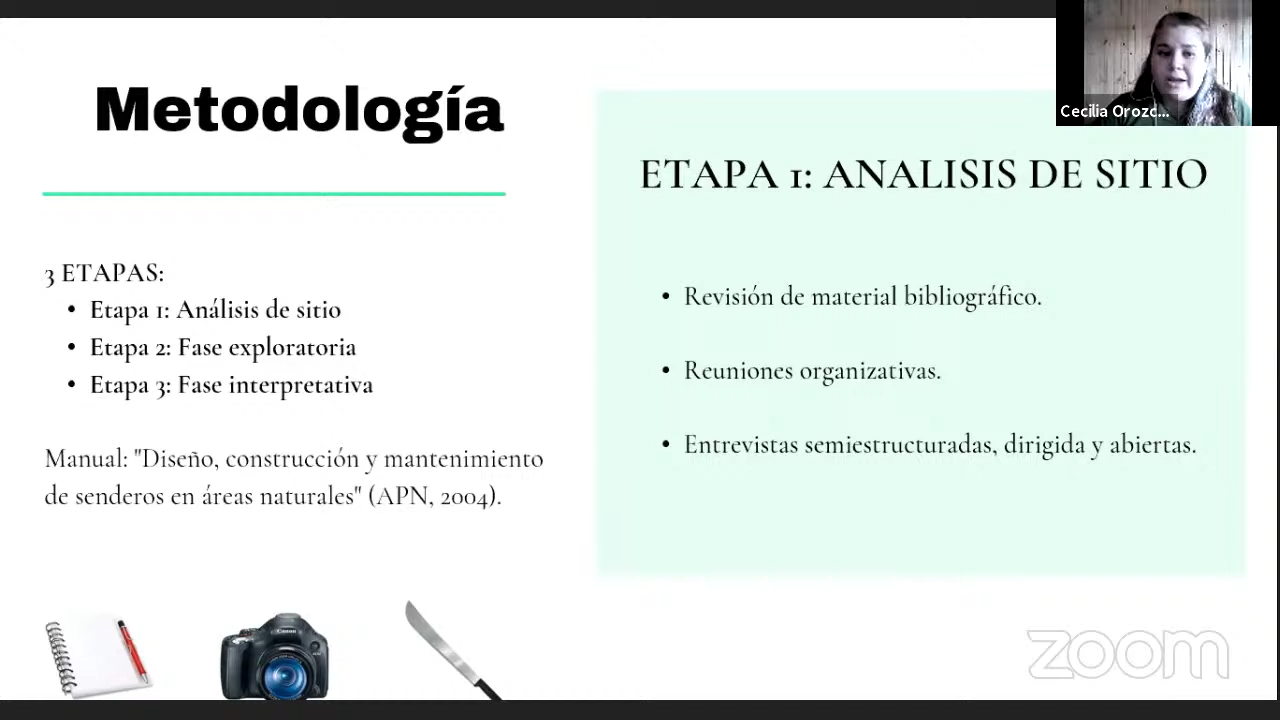 Metodología
3 ETAPAS:
• Etapa 1: Análisis de sitio
• Etapa 2: Fase exploratoria
• Etapa 3: Fase interpretativa
Manual: "Diseño, construcción y mantenimiento
de senderos en áreas naturales" (APN, 2004).
ETAPA 1: ANALISIS DE SITIO
• Revisión de material bibliográfico.
• Reuniones organizativas.
• Entrevistas semiestructuradas, dirigida y abiertas.
Cecilia Orozc...
Canon
zoom